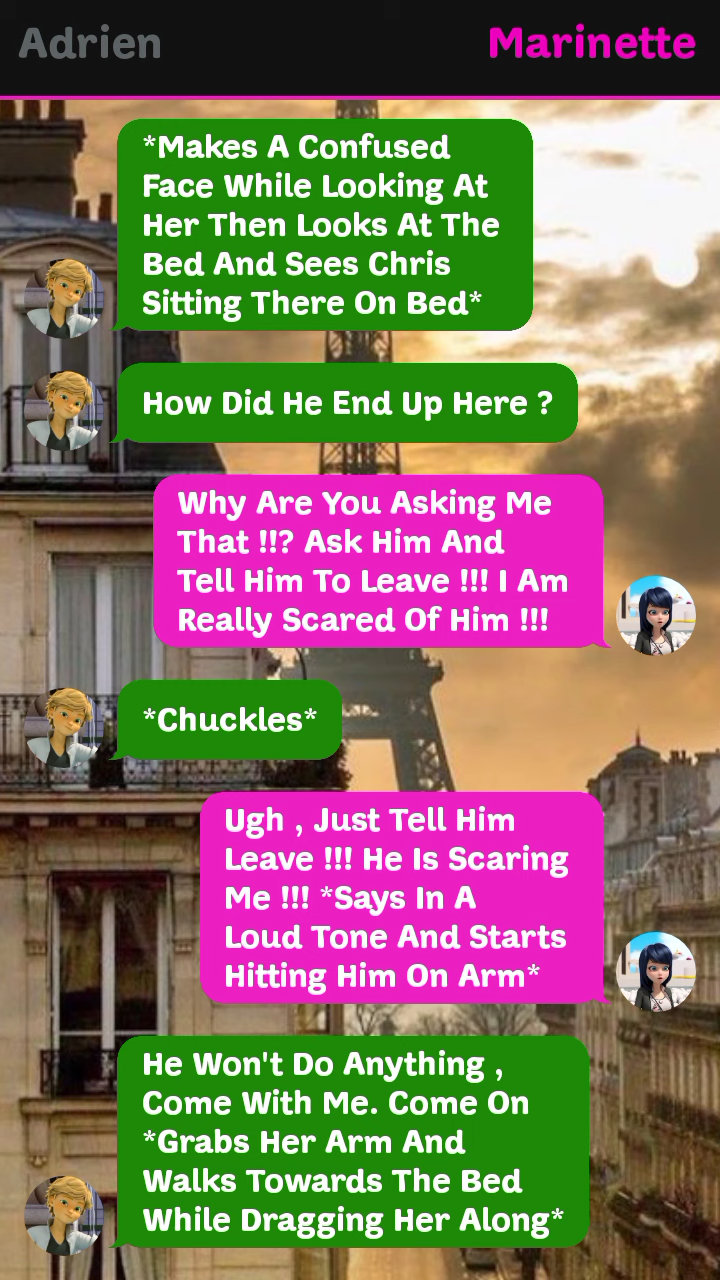 Adrien Marinette
*Makes A Confused
Face While Looking At
Her Then Looks At The
Bed And Sees Chris
Sitting There On Bed*
How Did He End Up Here ?
Why Are You Asking Me
That !!? Ask Him And
Tell Him To Leave !!! I Am
Really Scared Of Him !!!
*Chuckles*
Ugh , Just Tell Him
Leave !!! He Is Scaring
Me !!! *Says In A
Loud Tone And Starts
Hitting Him On Arm*
He Won't Do Anything ,
Come With Me. Come On
*Grabs Her Arm And
Walks Towards The Bed
While Dragging Her Along*